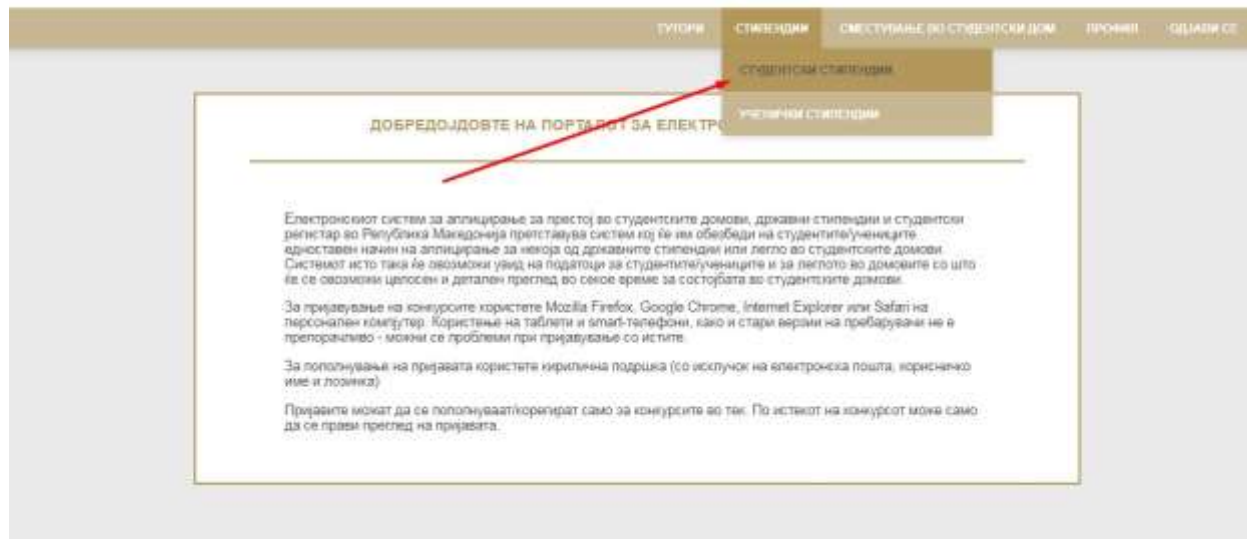 ТУТОРИ СТИПЕНДИИ СМЕСТУВАЊЕ ВО СТУДЕНТСКИ ДОМ ПРОФИЛ ОДЈАВИ СЕ
СТУДЕНТСКИ СТИПЕНДИИ
УЧЕНИЧКИ СТИПЕНДИИ
ДОБРЕДОЈДОВТЕ НА ПОРТАЛОТ ЗА ЕЛЕКТРО
Електронскиот систем за аплицирање за престој во студентските домови, државни стипендии и студентски
регистар во Република Македонија претставува систем кој ќе им обезбеди на студентите/учениците
едноставен начин на аплицирање за некоја од државните стипендии или легло во студентските домови.
Системот исто така ќе овозможи увид на податоци за студентите/учениците и за леглото во домовите со што
ќе се овозможи целосен и детален преглед во секое време за состојбата во студентските домови.
За пријавување на конкурсите користете Mozilla Firefox, Google Chrome, Internet Explorer или Safari на
персонален компјутер. Користење на таблети и smart-телефони, како и стари верзии на пребарувачи не е
препорачливо - можни се проблеми при пријавување со истите.
За пополнување на пријавата користете кирилична подршка (со исклучок на електронска пошта, корисничко
име и лозинка)
Пријавите можат да се пополнуваат/корегират само за конкурсите во тек. По истекот на конкурсот може само
да се прави преглед на пријавата.